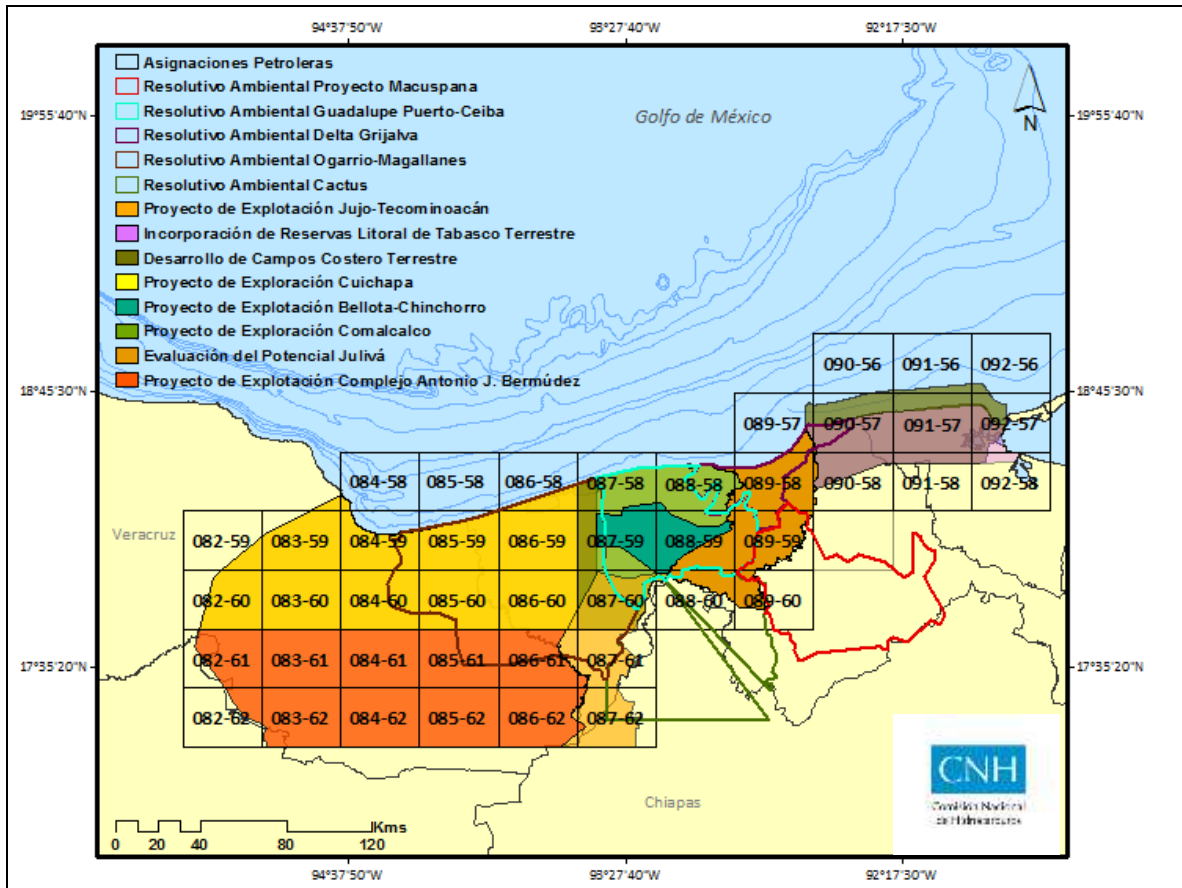 94°37'50"W 93°27'40"W 92°17'30"W
Asignaciones Petroleras
Resolutivo Ambiental Proyecto Macuspana
Resolutivo Ambiental Guadalupe Puerto-Ceiba
Resolutivo Ambiental Delta Grijalva
Resolutivo Ambiental Ogarrio-Magallanes
Resolutivo Ambiental Cactus
Proyecto de Explotación Jujo-Tecominoacán
Incorporación de Reservas Litoral de Tabasco Terrestre
Desarrollo de Campos Costero Terrestre
Proyecto de Exploración Cuichapa
Proyecto de Explotación Bellota-Chinchorro
Proyecto de Exploración Comalcalco
Evaluación del Potencial Julivá
Proyecto de Explotación Complejo Antonio J. Bermúdez
Golfo de México
N
19°55'40"N 19°55'40"N
18°45'30"N 18°45'30"N
17°35'20"N 17°35'20"N
090-56 091-56 092-56
089-57 090-57 091-57 092-57
084-58 085-58 086-58 087-58 088-58 089-58 090-58 091-58 092-58
Veracruz
082-59 083-59 084-59 085-59 086-59 087-59 088-59 089-59
082-60 083-60 084-60 085-60 086-60 087-60 088-60 089-60
082-61 083-61 084-61 085-61 086-61 087-61
082-62 083-62 084-62 085-62 086-62 087-62
Chiapas
CNH
Comisión Nacional
de Hidrocarburos
Kms
0 20 40 80 120
94°37'50"W 93°27'40"W 92°17'30"W